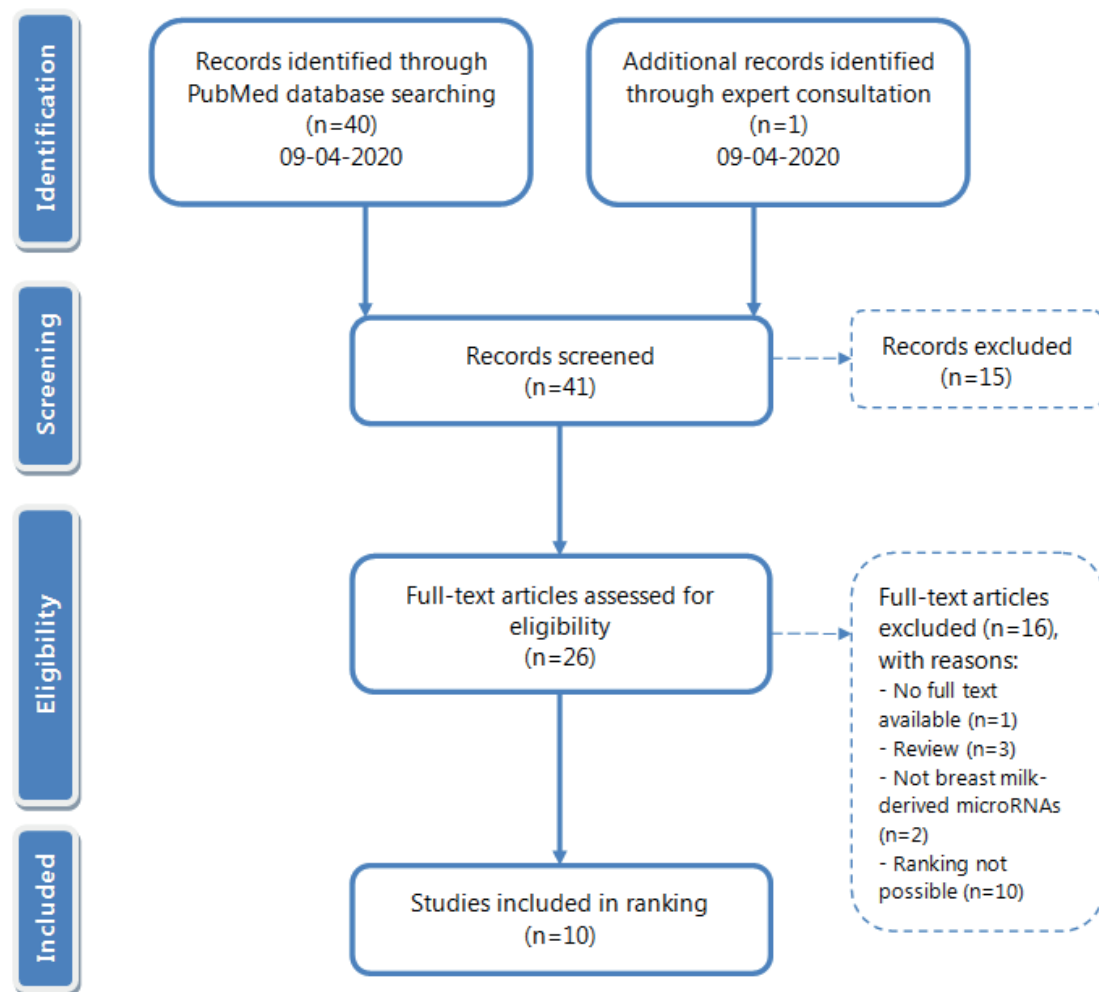 Identification
Records identified through
PubMed database searching
(n=40)
09-04-2020
Additional records identified
through expert consultation
(n=1)
09-04-2020
Screening
Records screened
(n=41)
Records excluded
(n=15)
Eligibility
Full-text articles assessed for
eligibility
(n=26)
Full-text articles
excluded (n=16),
with reasons:
- No full text
available (n=1)
- Review (n=3)
- Not breast milk-
derived microRNAs
(n=2)
- Ranking not
possible (n=10)
Included
Studies included in ranking
(n=10)